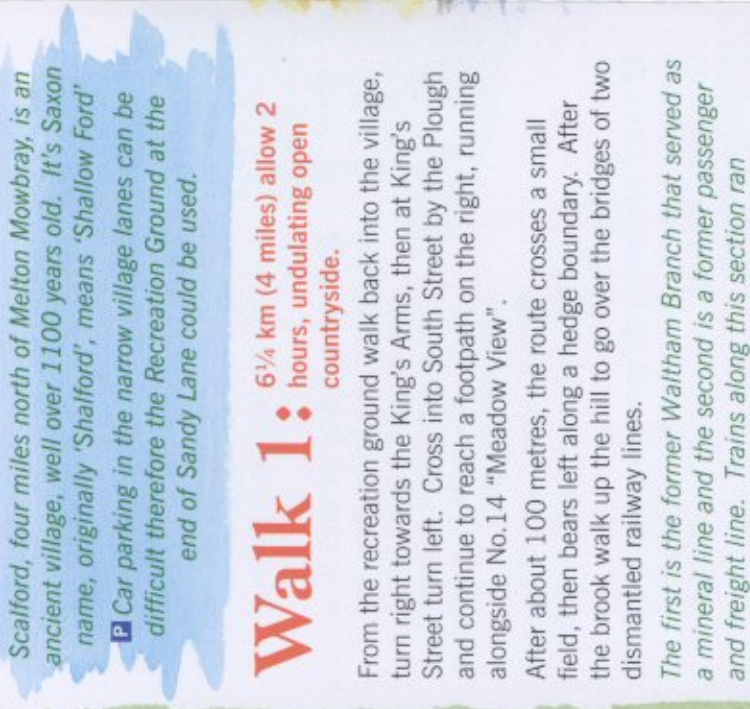 Scalford, four miles north of Melton Mowbray, is an
ancient village, well over 1100 years old. It's Saxon
name, originally 'Shalford', means 'Shallow Ford'
P Car parking in the narrow village lanes can be
difficult therefore the Recreation Ground at the
end of Sandy Lane could be used.
Walk 1: 6¼ km (4 miles) allow 2
hours, undulating open
countryside.
From the recreation ground walk back into the village,
turn right towards the King's Arms, then at King's
Street turn left. Cross into South Street by the Plough
and continue to reach a footpath on the right, running
alongside No.14 "Meadow View".
After about 100 metres, the route crosses a small
field, then bears left along a hedge boundary. After
the brook walk up the hill to go over the bridges of two
dismantled railway lines.
The first is the former Waltham Branch that served as
a mineral line and the second is a former passenger
and freight line. Trains along this section ran